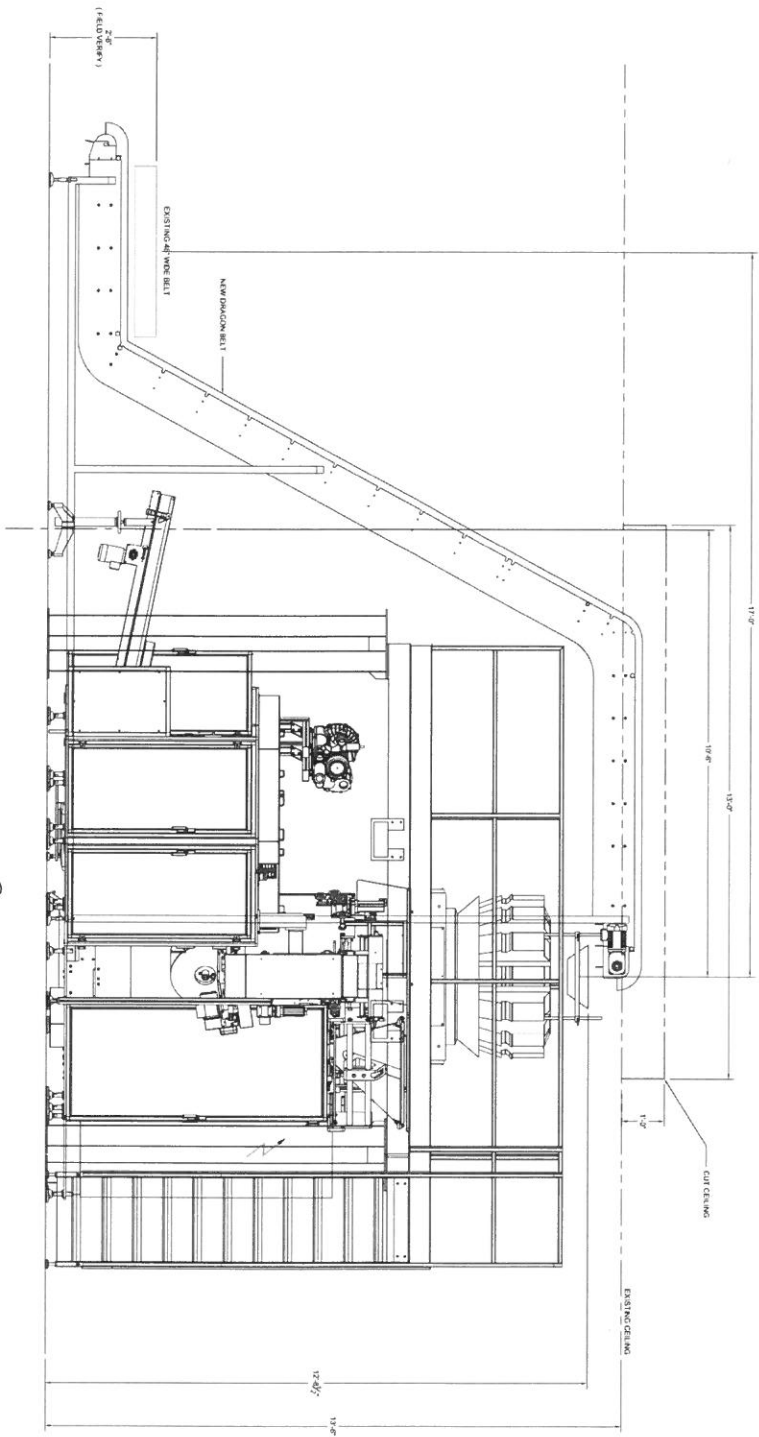 2'-8"
( FIELD VERIFY )
EXISTING 48" WIDE BELT
NEW DRAGON BELT
17'-0"
10'-6"
13'-0"
1'-0"
CUT CEILING
EXISTING CEILING
12'-8½"
13'-6"